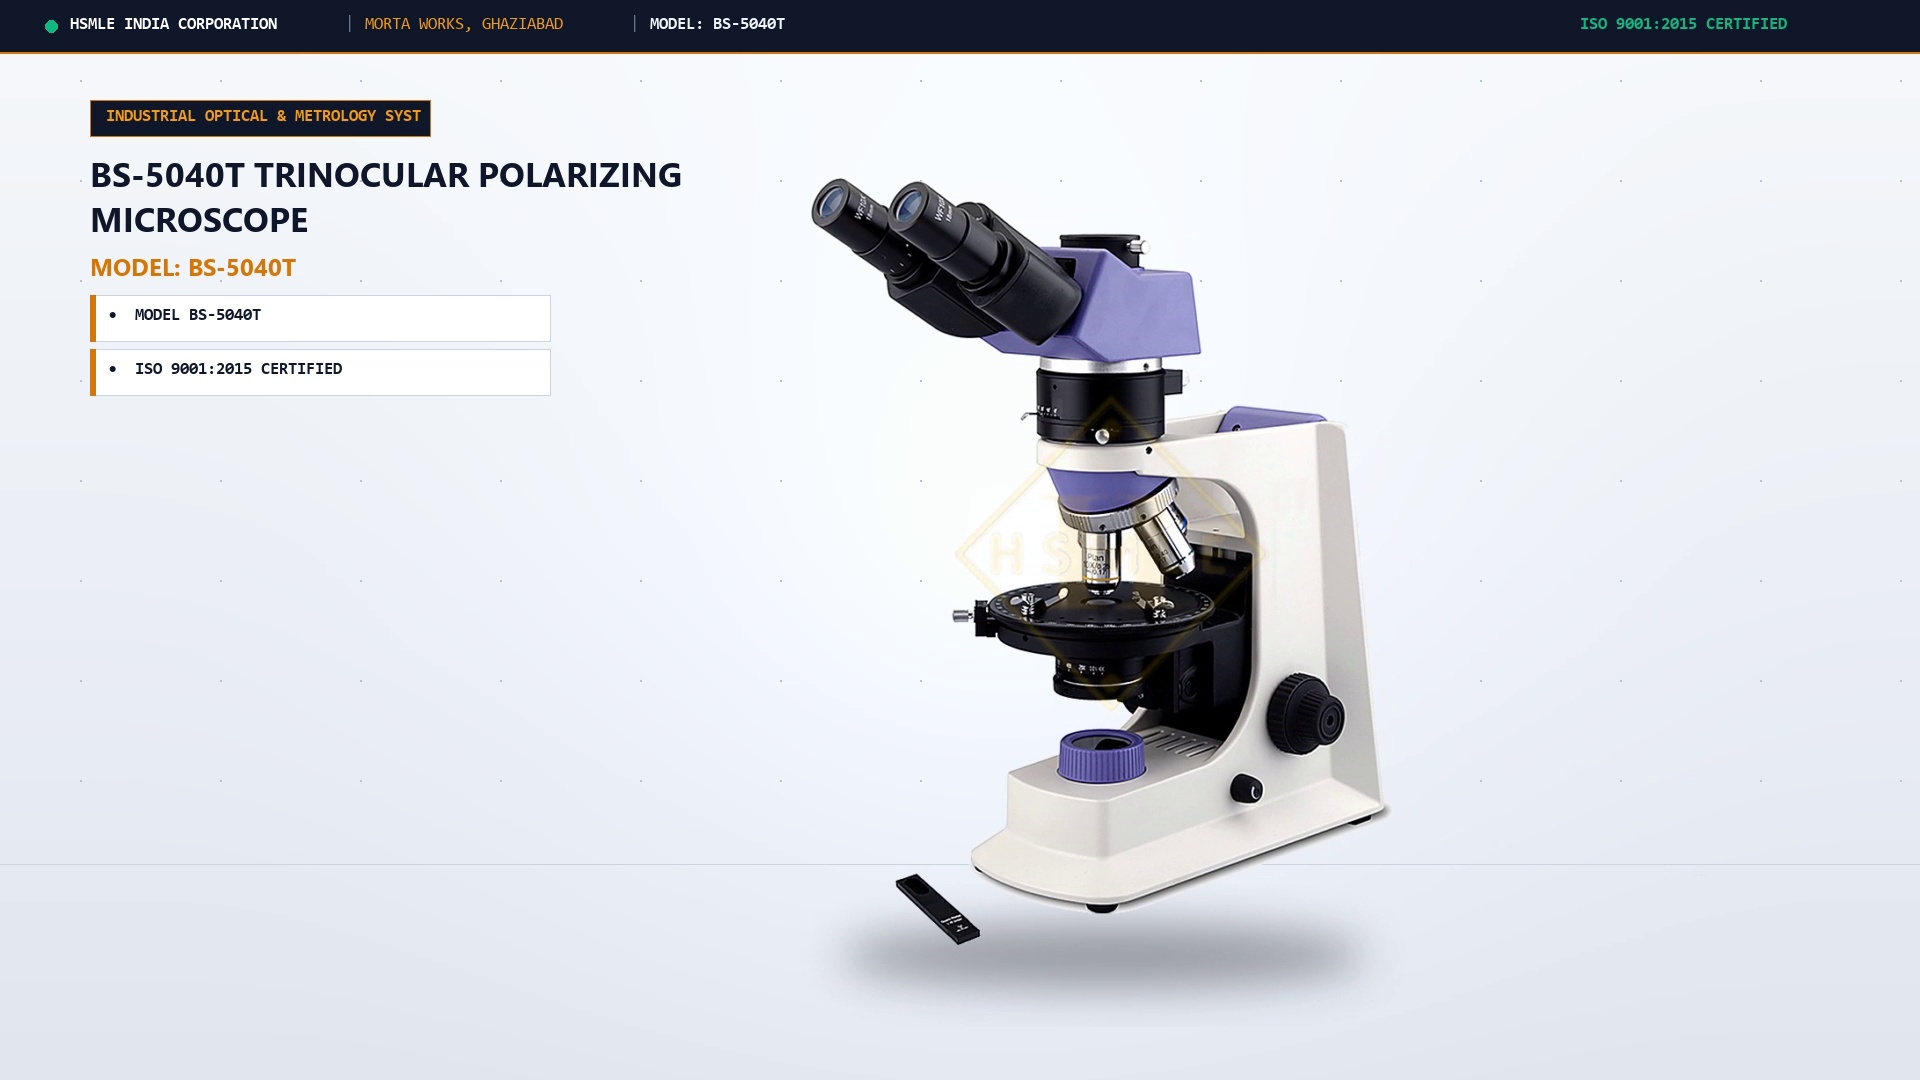 HSMLE INDIA CORPORATION
MORTA WORKS, GHAZIABAD
MODEL: BS-5040T
ISO 9001:2015 CERTIFIED
INDUSTRIAL OPTICAL & METROLOGY SYST
BS-5040T TRINOCULAR POLARIZING
MICROSCOPE
MODEL: BS-5040T
• MODEL BS-5040T
• ISO 9001:2015 CERTIFIED
Plan